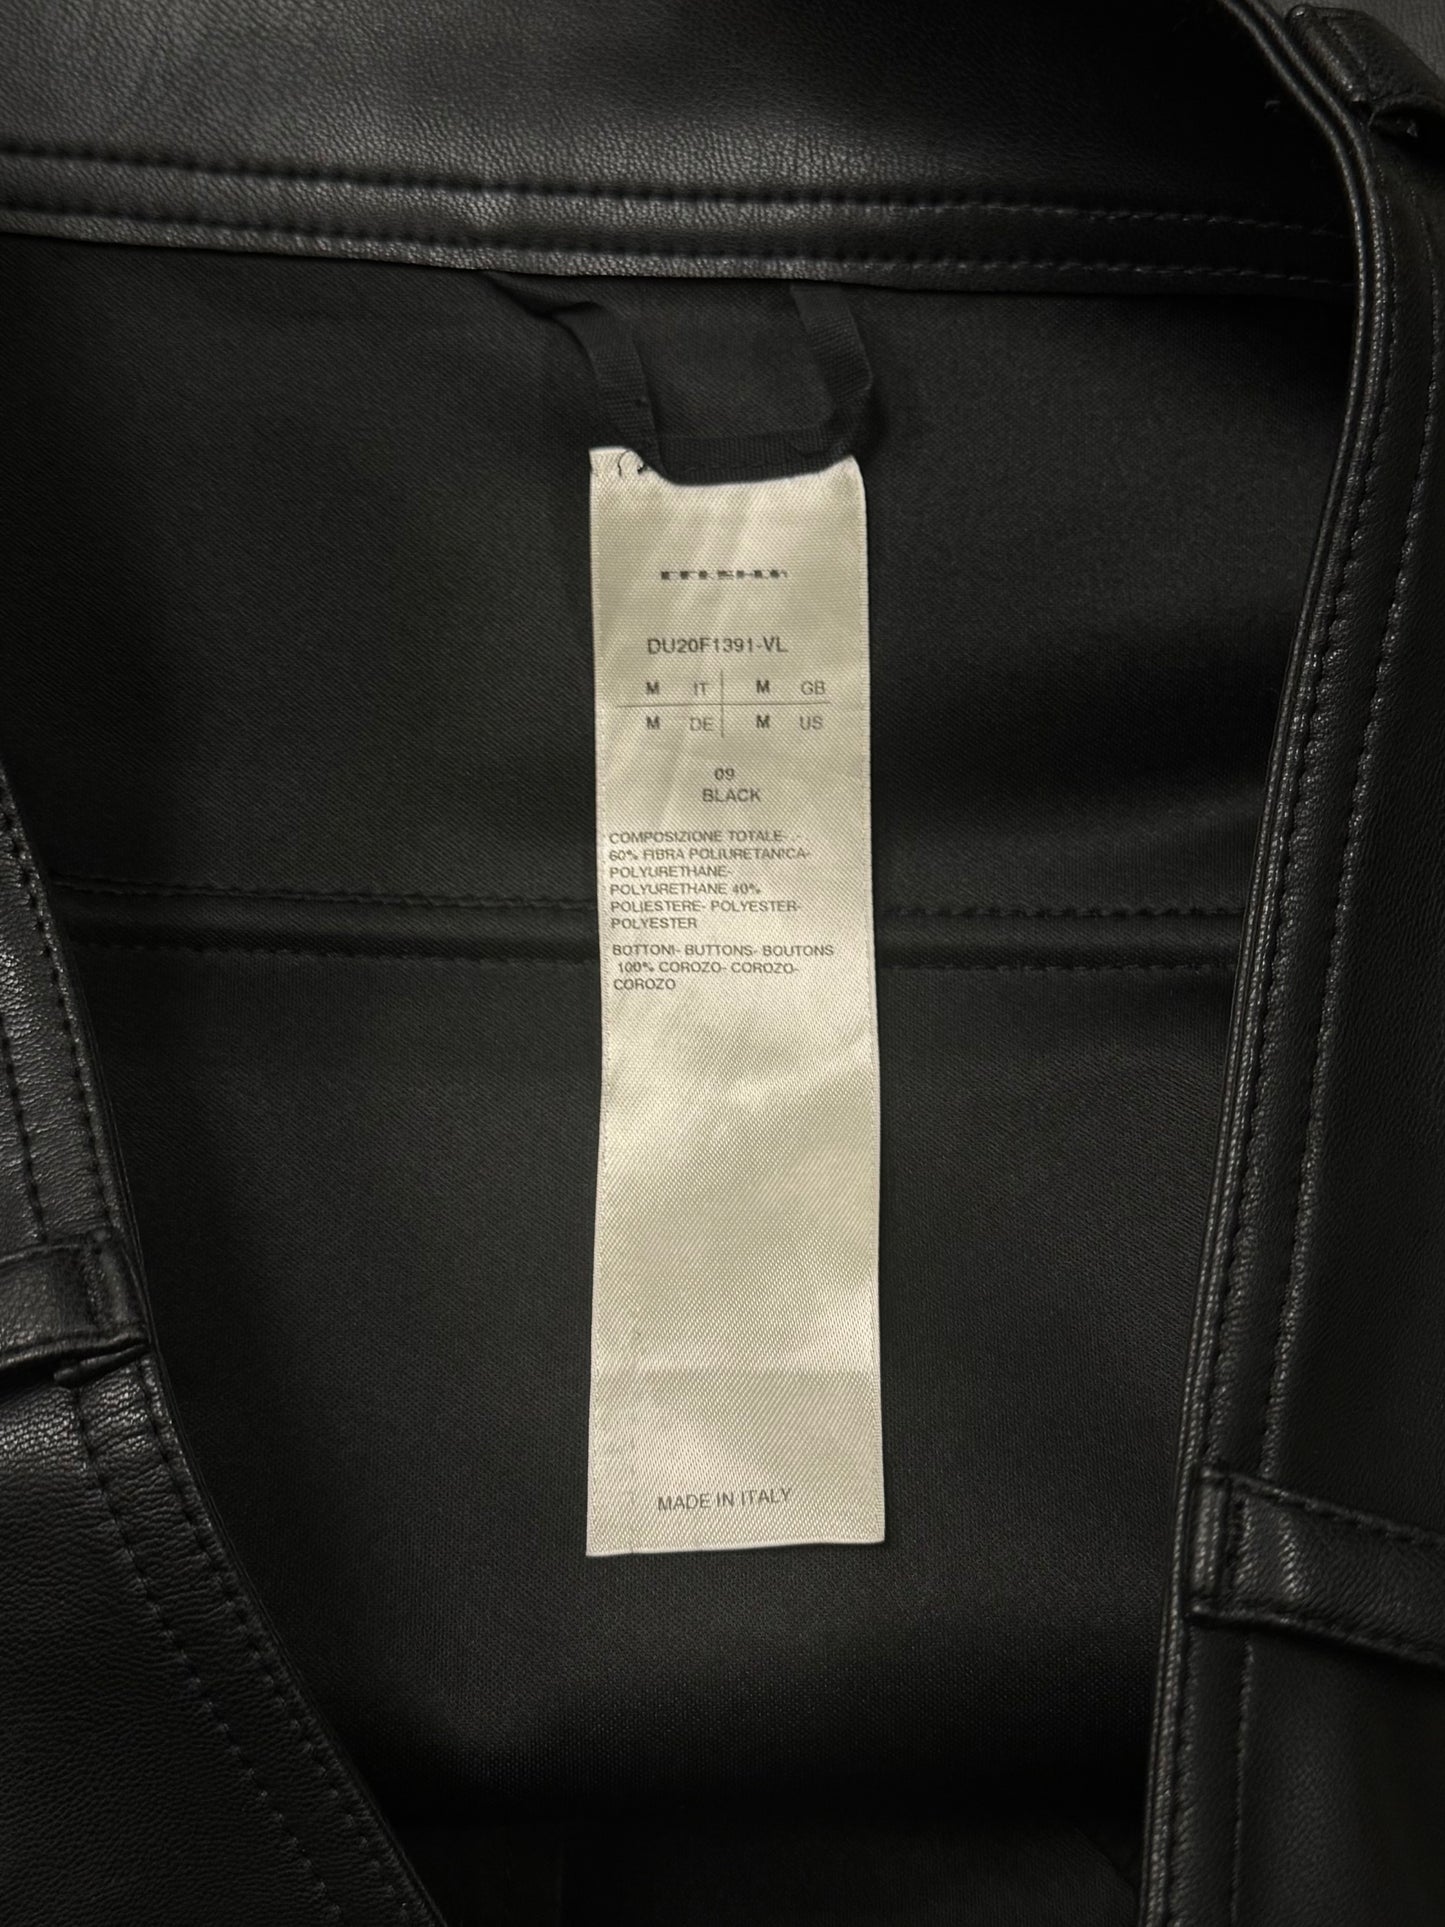 DU20F1391-VL
M IT M GB
M DE M US
09
BLACK
COMPOSIZIONE TOTALE-
60% FIBRA POLIURETANICA-
POLYURETHANE-
POLYURETHANE 40%
POLIESTERE- POLYESTER-
POLYESTER
BOTTONI- BUTTONS- BOUTONS
100% COROZO- COROZO-
COROZO
MADE IN ITALY